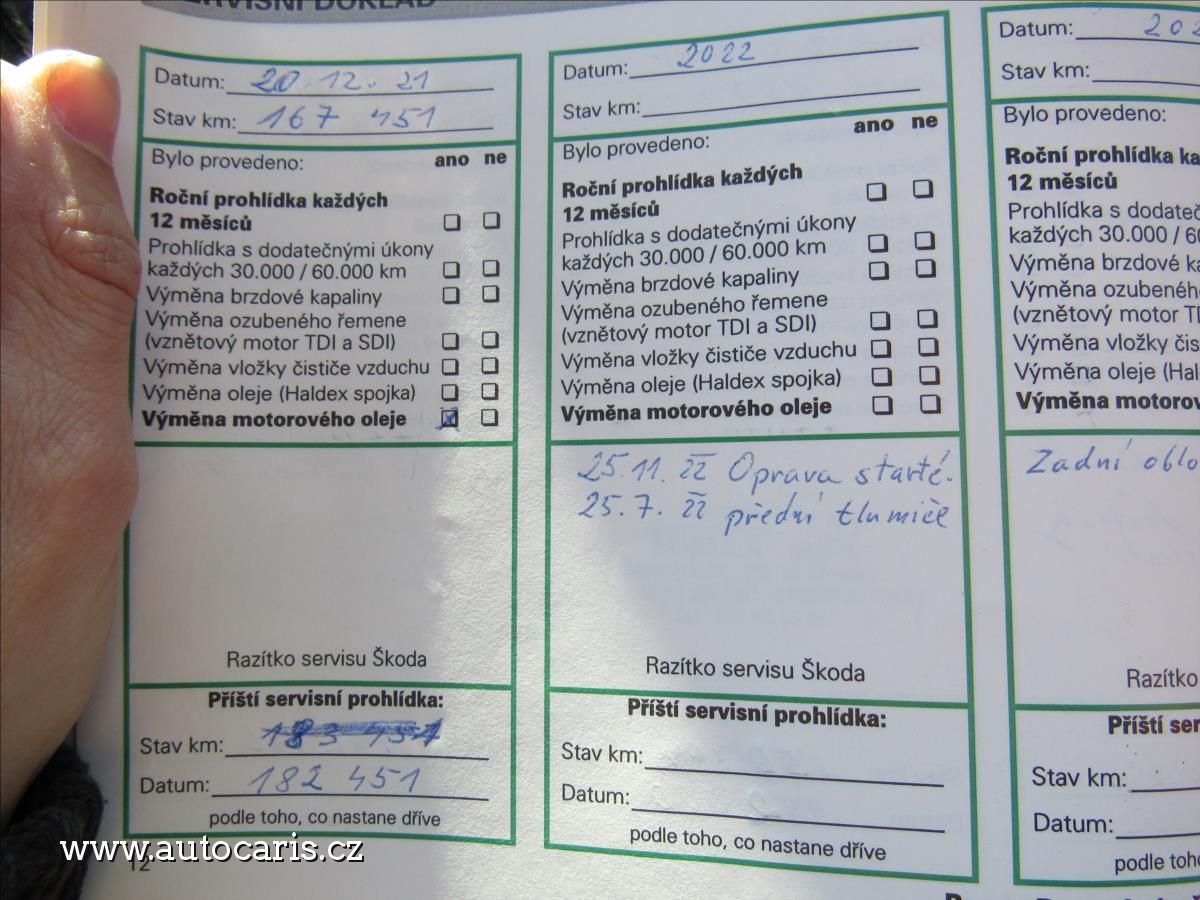 SERVISNÍ DOKLAD
Datum: 20.12.21
Stav km: 167 451
Bylo provedeno: ano ne
Roční prohlídka každých
12 měsíců
Prohlídka s dodatečnými úkony
každých 30.000 / 60.000 km
Výměna brzdové kapaliny
Výměna ozubeného řemene
(vznětový motor TDI a SDI)
Výměna vložky čističe vzduchu
Výměna oleje (Haldex spojka)
Výměna motorového oleje
Razítko servisu Škoda
Příští servisní prohlídka:
Stav km: 183 451
Datum: 182 451
podle toho, co nastane dříve
12
Datum: 2022
Stav km:
Bylo provedeno: ano ne
Roční prohlídka každých
12 měsíců
Prohlídka s dodatečnými úkony
každých 30.000 / 60.000 km
Výměna brzdové kapaliny
Výměna ozubeného řemene
(vznětový motor TDI a SDI)
Výměna vložky čističe vzduchu
Výměna oleje (Haldex spojka)
Výměna motorového oleje
25.11. 22 Oprava starté.
25.7. 22 přední tlumiče
Razítko servisu Škoda
Příští servisní prohlídka:
Stav km:
Datum:
podle toho, co nastane dříve
Datum: 202
Stav km:
Bylo provedeno:
Roční prohlídka ka
12 měsíců
Prohlídka s dodateč
každých 30.000 / 60
Výměna brzdové ka
Výměna ozubeného
(vznětový motor TD
Výměna vložky čis
Výměna oleje (Hal
Výměna motorov
Zadní oblo
Razítko
Příští ser
Stav km:
Datum:
podle toho
www.autocaris.cz